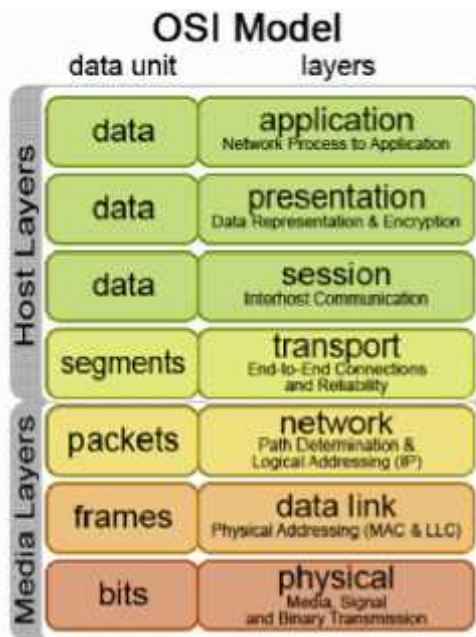 OSI Model
data unit layers
Host Layers
data
application
Network Process to Application
data
presentation
Data Representation & Encryption
data
session
Interhost Communication
segments
transport
End-to-End Connections
and Reliability
Media Layers
packets
network
Path Determination &
Logical Addressing (IP)
frames
data link
Physical Addressing (MAC & LLC)
bits
physical
Media, Signal
and Binary Transmission